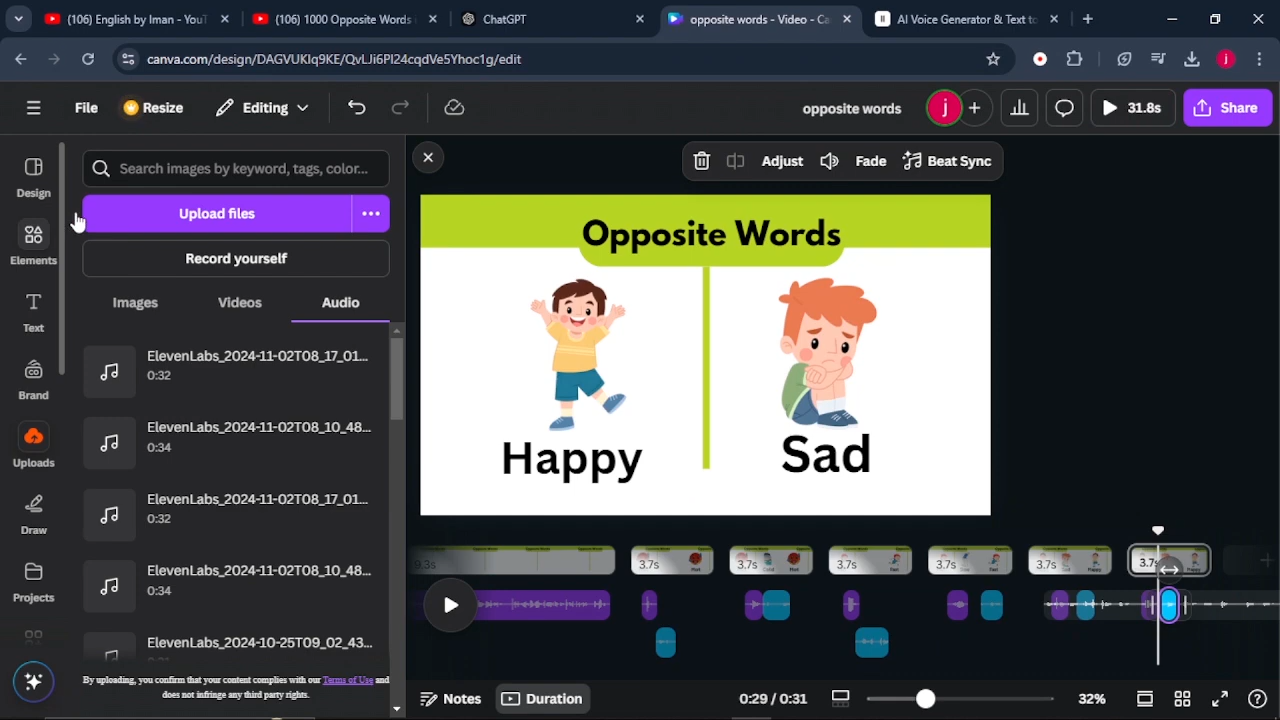 (106) English by Iman - YouT
(106) 1000 Opposite Words
ChatGPT
opposite words - Video - Ca
AI Voice Generator & Text to
canva.com/design/DAGVUKlq9KE/QvLJi6Pl24cqdVe5Yhoc1g/edit
j
File
Resize
Editing
opposite words
j
31.8s
Share
Design
Elements
Text
Brand
Uploads
Draw
Projects
Search images by keyword, tags, color...
Upload files
Record yourself
Images
Videos
Audio
ElevenLabs_2024-11-02T08_17_01...
0:32
ElevenLabs_2024-11-02T08_10_48...
0:34
ElevenLabs_2024-11-02T08_17_01...
0:32
ElevenLabs_2024-11-02T08_10_48...
0:34
ElevenLabs_2024-10-25T09_02_43...
By uploading, you confirm that your content complies with our Terms of Use and
does not infringe any third party rights.
Adjust
Fade
Beat Sync
Opposite Words
Happy
Sad
9.3s
3.7s
3.7s
3.7s
3.7s
3.7s
3.7s
Notes
Duration
0:29 / 0:31
32%